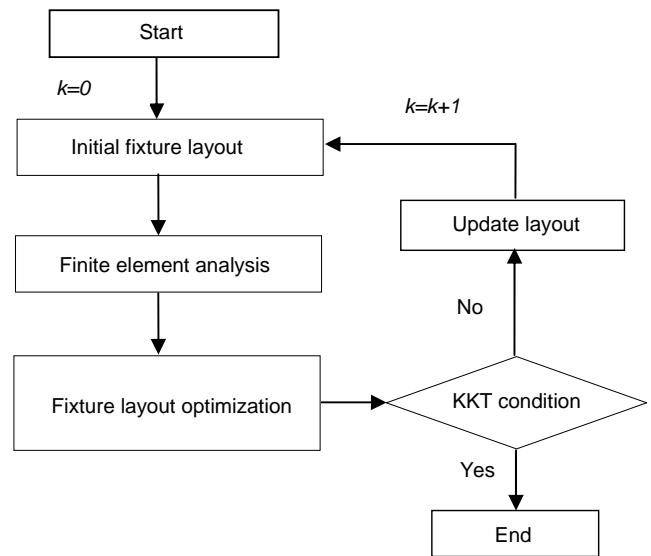 Start
k=0
k=k+1
Initial fixture layout
Update layout
Finite element analysis
No
Fixture layout optimization
KKT condition
Yes
End